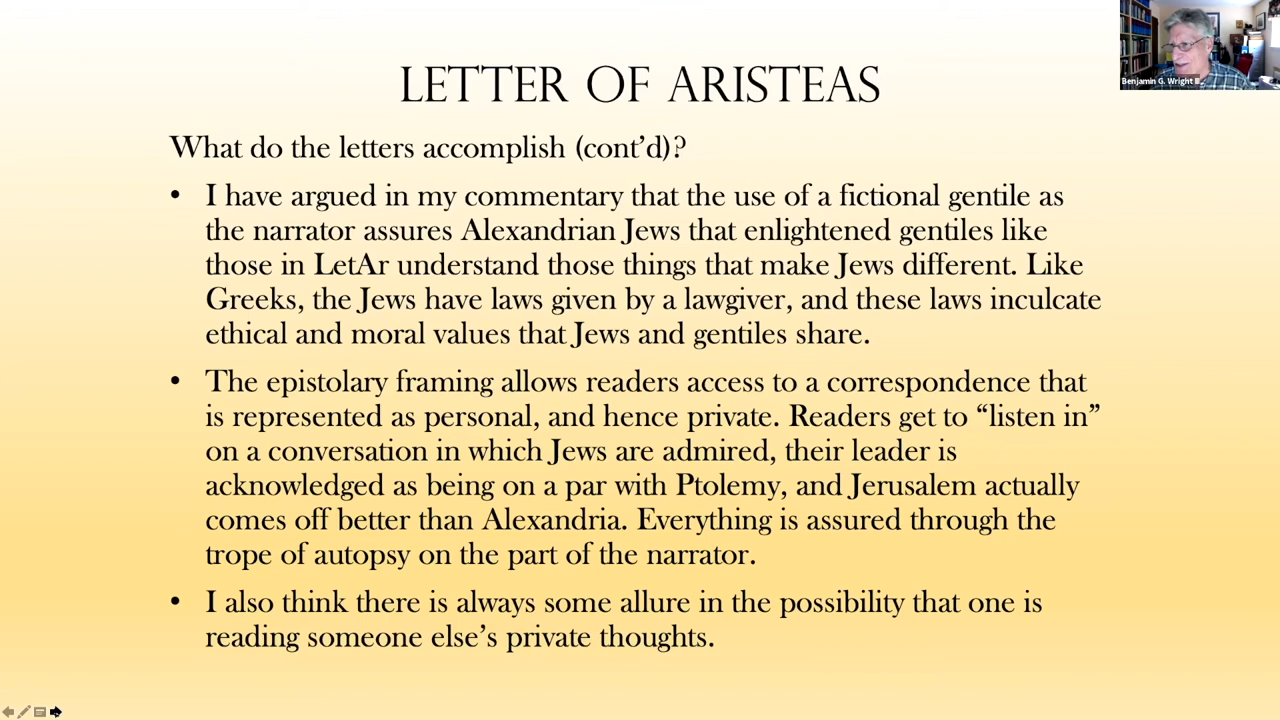 Benjamin G. Wright II...
LETTER OF ARISTEAS
What do the letters accomplish (cont’d)?
• I have argued in my commentary that the use of a fictional gentile as
the narrator assures Alexandrian Jews that enlightened gentiles like
those in LetAr understand those things that make Jews different. Like
Greeks, the Jews have laws given by a lawgiver, and these laws inculcate
ethical and moral values that Jews and gentiles share.
• The epistolary framing allows readers access to a correspondence that
is represented as personal, and hence private. Readers get to “listen in”
on a conversation in which Jews are admired, their leader is
acknowledged as being on a par with Ptolemy, and Jerusalem actually
comes off better than Alexandria. Everything is assured through the
trope of autopsy on the part of the narrator.
• I also think there is always some allure in the possibility that one is
reading someone else’s private thoughts.